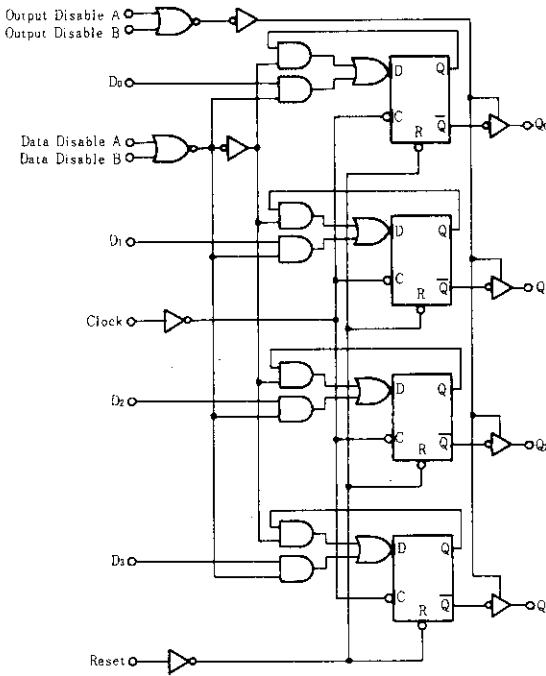 Output Disable A
Output Disable B
D Q
D₀
C
Q̅
R
Data Disable A
Data Disable B
D Q
D₁
C
Q̅ Q
R
Clock
D Q
D₂
C
Q̅
R
D Q
D₃
C
Q̅ Q
R
Reset